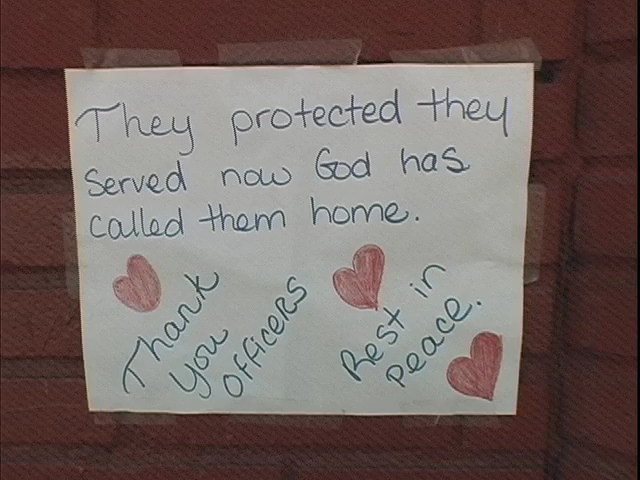 They protected they
served now God has
called them home.
Thank
You
OFFICERS
Rest in
Peace.